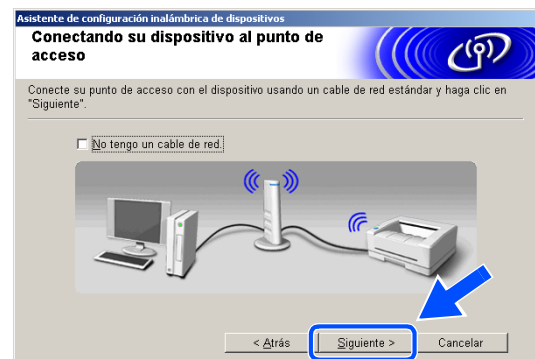 Asistente de configuración inalámbrica de dispositivos
Conectando su dispositivo al punto de
acceso
Conecte su punto de acceso con el dispositivo usando un cable de red estándar y haga clic en
"Siguiente".
No tengo un cable de red.
< Atrás
Siguiente >
Cancelar